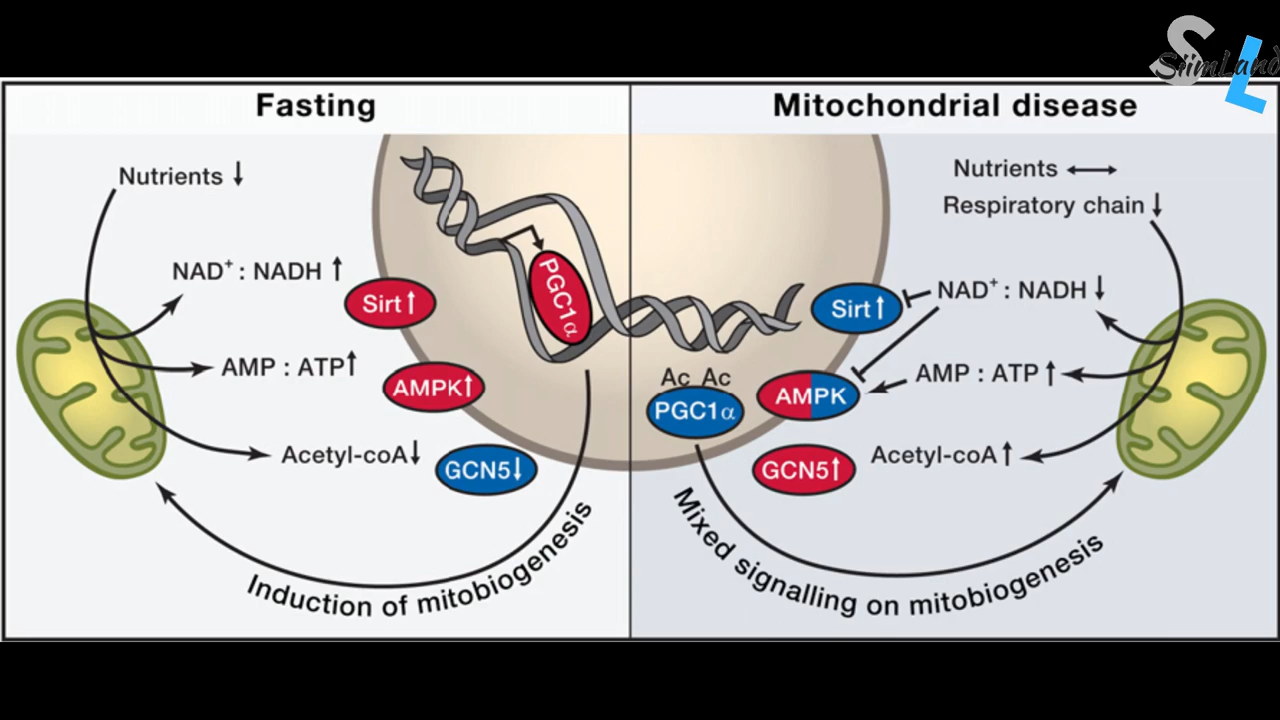 S L
SiimLand
Fasting
Nutrients ↓
NAD⁺ : NADH ↑
Sirt ↑
AMP : ATP ↑
AMPK ↑
Acetyl-coA ↓
GCN5 ↓
PGC1α
Induction of mitobiogenesis
Mitochondrial disease
Nutrients ↔
Respiratory chain ↓
Sirt ↑
NAD⁺ : NADH ↓
Ac Ac
PGC1α
AMPK
AMP : ATP ↑
GCN5 ↑
Acetyl-coA ↑
Mixed signalling on mitobiogenesis